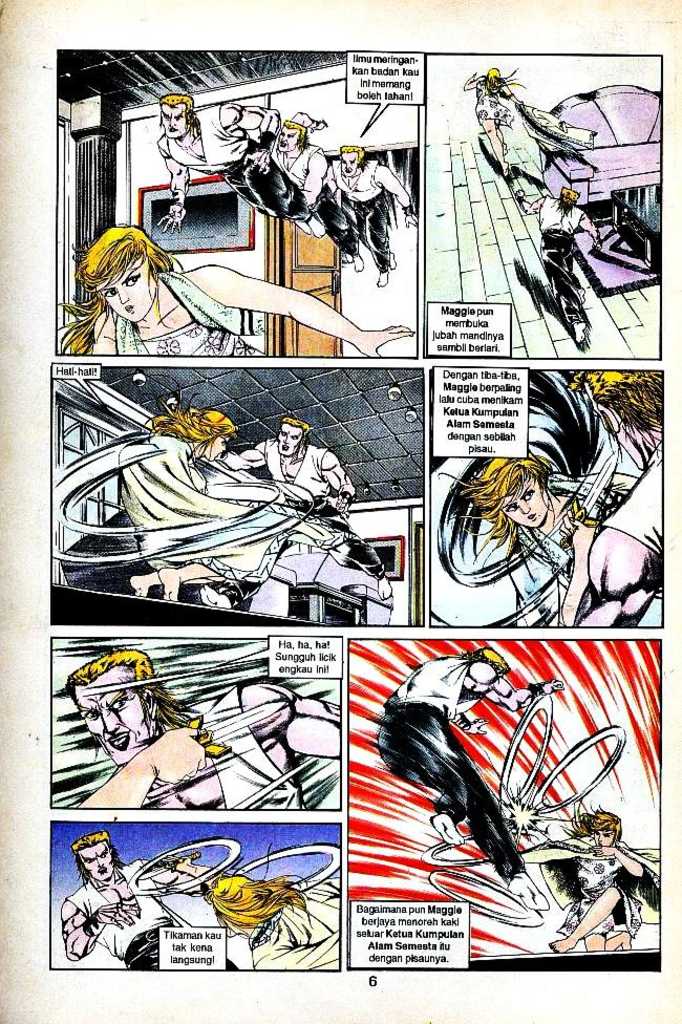 Ilmu meringan-
kan badan kau
ini memang
boleh tahan!
Maggie pun
membuka
jubah mandinya
sambil berlari.
Hati-hati!
Dengan tiba-tiba,
Maggie berpaling
lalu cuba menikam
Ketua Kumpulan
Alam Semesta
dengan sebilah
pisau.
Ha, ha, ha!
Sungguh licik
engkau ini!
Tikaman kau
tak kena
langsung!
Bagaimana pun Maggie
berjaya menoreh kaki
seluar Ketua Kumpulan
Alam Semesta itu
dengan pisaunya.
6